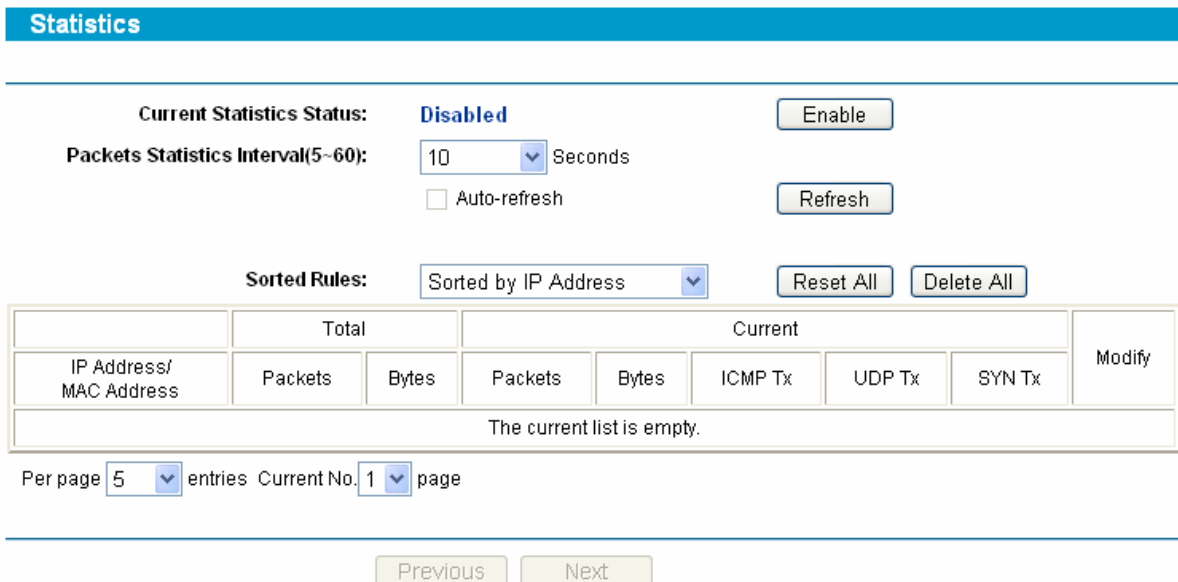 Statistics
Current Statistics Status: Disabled Enable
Packets Statistics Interval(5~60): 10 Seconds
Auto-refresh Refresh
Sorted Rules: Sorted by IP Address Reset All Delete All
Total Current Modify
IP Address/
MAC Address
Packets Bytes Packets Bytes ICMP Tx UDP Tx SYN Tx
The current list is empty.
Per page 5 entries Current No. 1 page
Previous Next